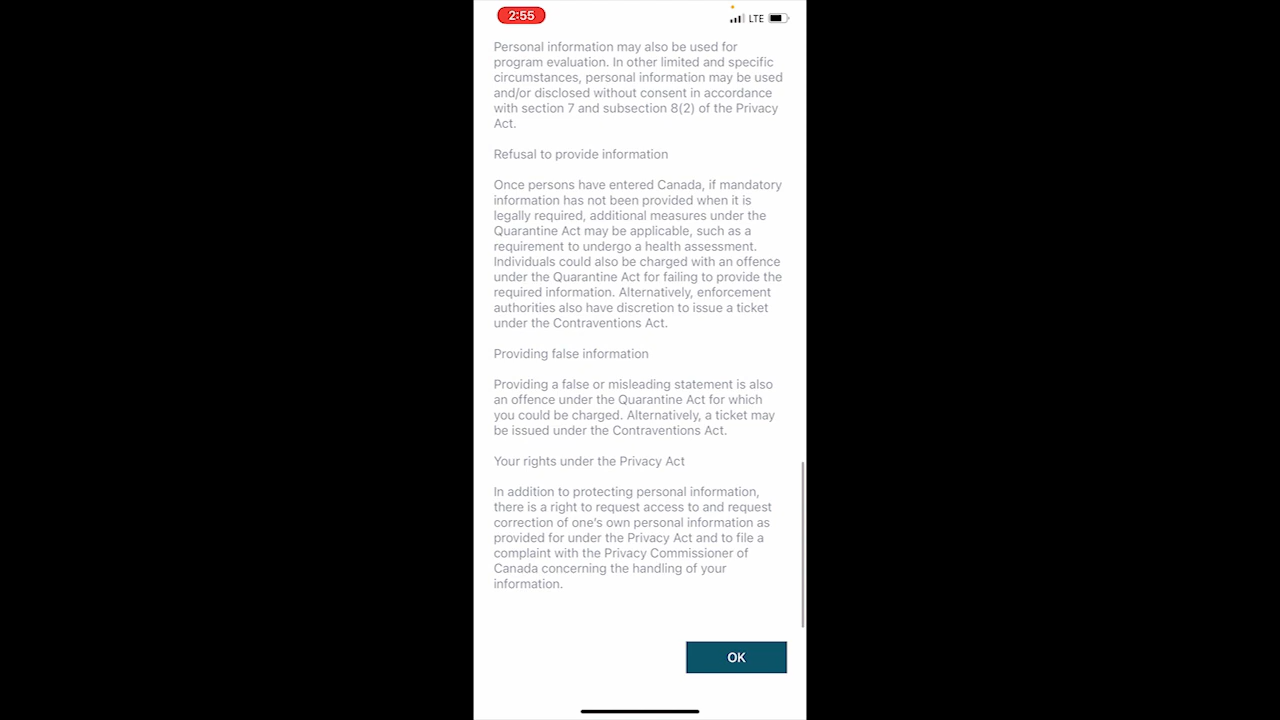 2:55
LTE
Personal information may also be used for
program evaluation. In other limited and specific
circumstances, personal information may be used
and/or disclosed without consent in accordance
with section 7 and subsection 8(2) of the Privacy
Act.
Refusal to provide information
Once persons have entered Canada, if mandatory
information has not been provided when it is
legally required, additional measures under the
Quarantine Act may be applicable, such as a
requirement to undergo a health assessment.
Individuals could also be charged with an offence
under the Quarantine Act for failing to provide the
required information. Alternatively, enforcement
authorities also have discretion to issue a ticket
under the Contraventions Act.
Providing false information
Providing a false or misleading statement is also
an offence under the Quarantine Act for which
you could be charged. Alternatively, a ticket may
be issued under the Contraventions Act.
Your rights under the Privacy Act
In addition to protecting personal information,
there is a right to request access to and request
correction of one's own personal information as
provided for under the Privacy Act and to file a
complaint with the Privacy Commissioner of
Canada concerning the handling of your
information.
OK